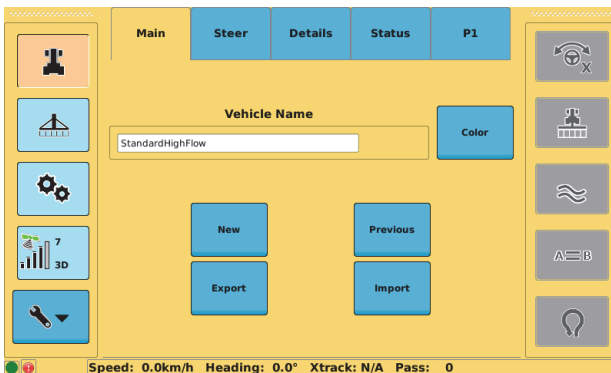 Main Steer Details Status P1
X
Vehicle Name
Color
StandardHighFlow
7
3D
New Previous
A=B
Export Import
Speed: 0.0km/h Heading: 0.0° Xtrack: N/A Pass: 0